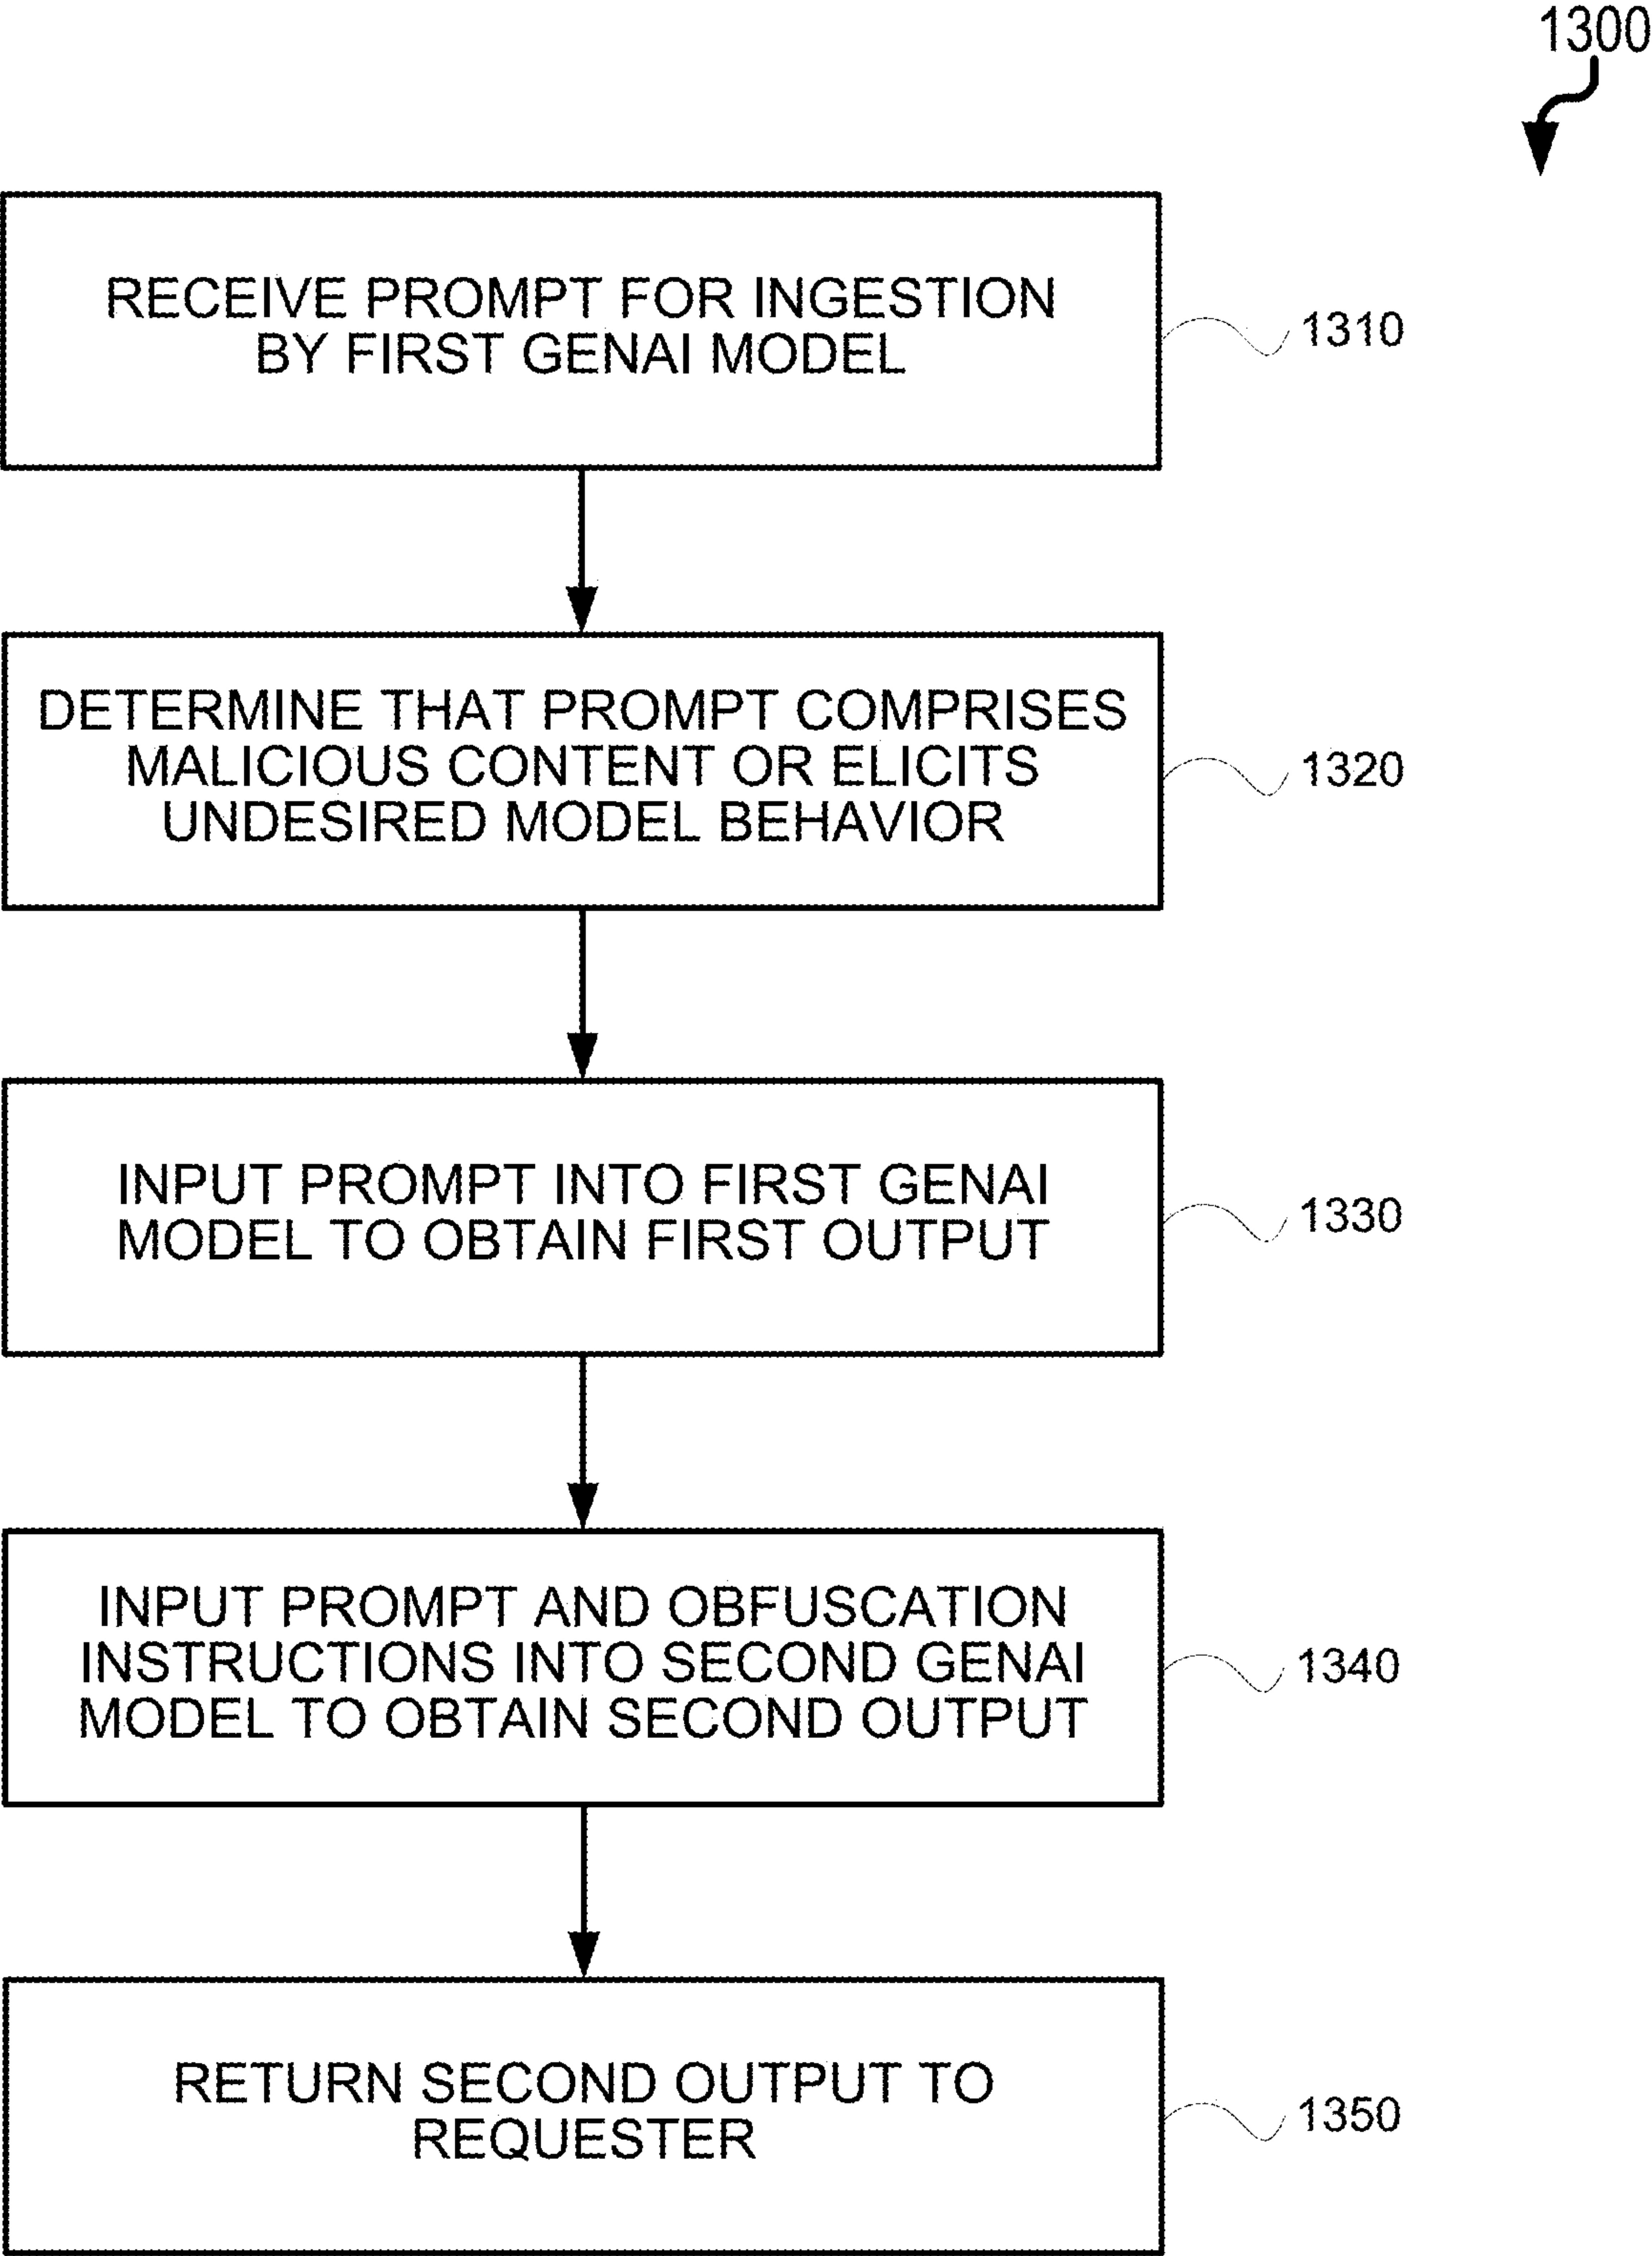 1300
RECEIVE PROMPT FOR INGESTION
BY FIRST GENAI MODEL
1310
DETERMINE THAT PROMPT COMPRISES
MALICIOUS CONTENT OR ELICITS
UNDESIRED MODEL BEHAVIOR
1320
INPUT PROMPT INTO FIRST GENAI
MODEL TO OBTAIN FIRST OUTPUT
1330
INPUT PROMPT AND OBFUSCATION
INSTRUCTIONS INTO SECOND GENAI
MODEL TO OBTAIN SECOND OUTPUT
1340
RETURN SECOND OUTPUT TO
REQUESTER
1350